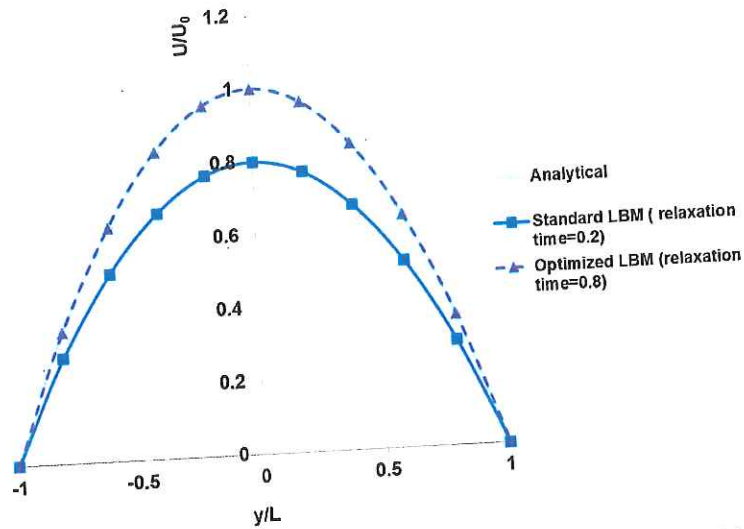 1.2
U/U0
1
0.8
0.6
0.4
0.2
0
-1
-0.5
0
0.5
1
y/L
Analytical
Standard LBM ( relaxation
time=0.2)
Optimized LBM (relaxation
time=0.8)